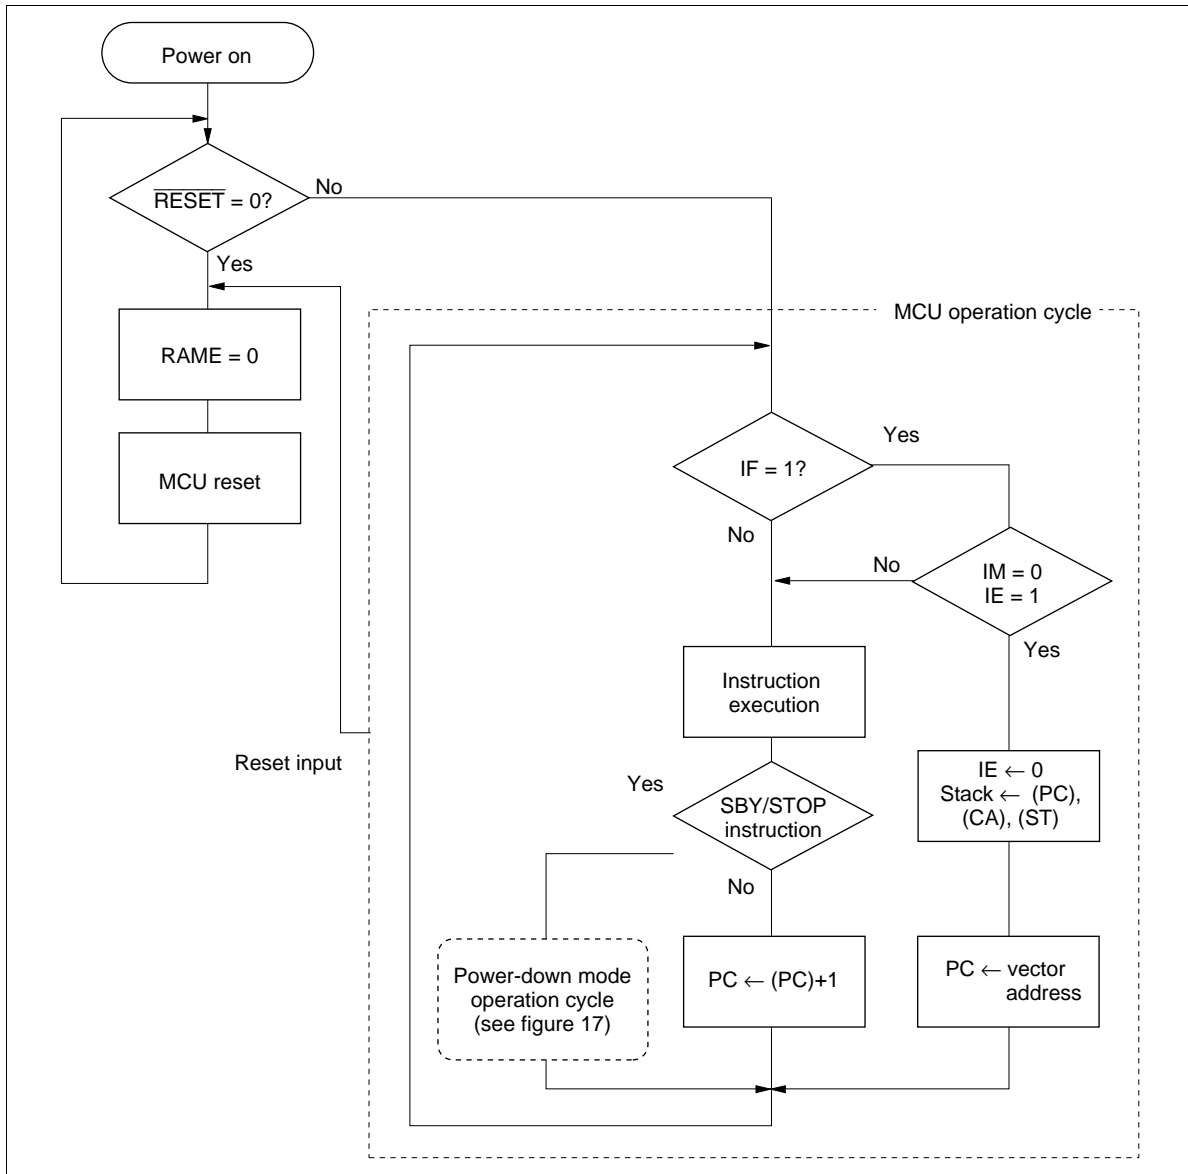 Power on
RESET = 0?
No
Yes
RAME = 0
MCU reset
MCU operation cycle
IF = 1?
Yes
No
IM = 0
IE = 1
No
Yes
Instruction
execution
Reset input
IE ← 0
Stack ← (PC),
(CA), (ST)
Yes
SBY/STOP
instruction
No
Power-down mode
operation cycle
(see figure 17)
PC ← (PC)+1
PC ← vector
address